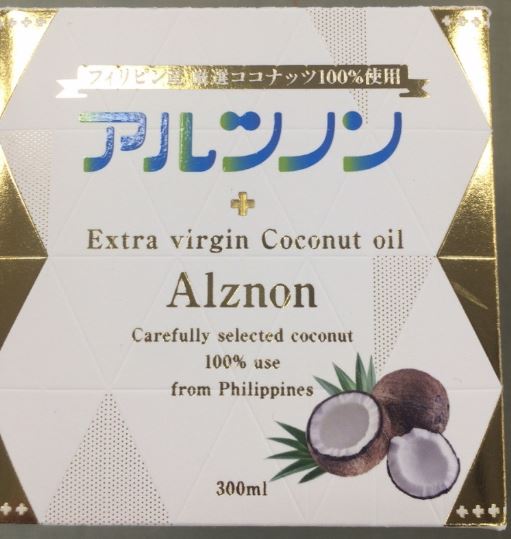 フィリピン産 厳選ココナッツ100%使用
アルツノン
Extra virgin Coconut oil
Alznon
Carefully selected coconut
100% use
from Philippines
300ml